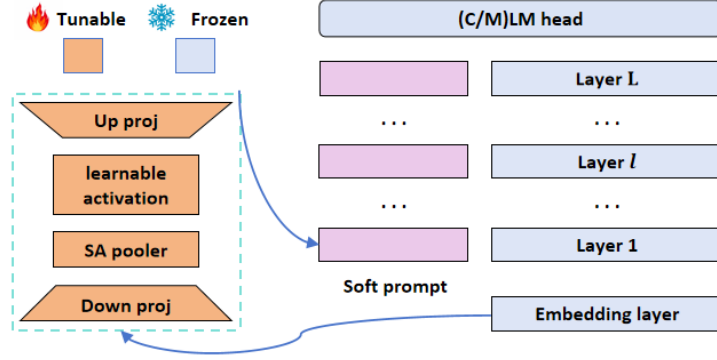 Tunable
Frozen
(C/M)LM head
Up proj
learnable
activation
SA pooler
Down proj
Layer L
...
...
Layer l
...
...
Layer 1
Soft prompt
Embedding layer